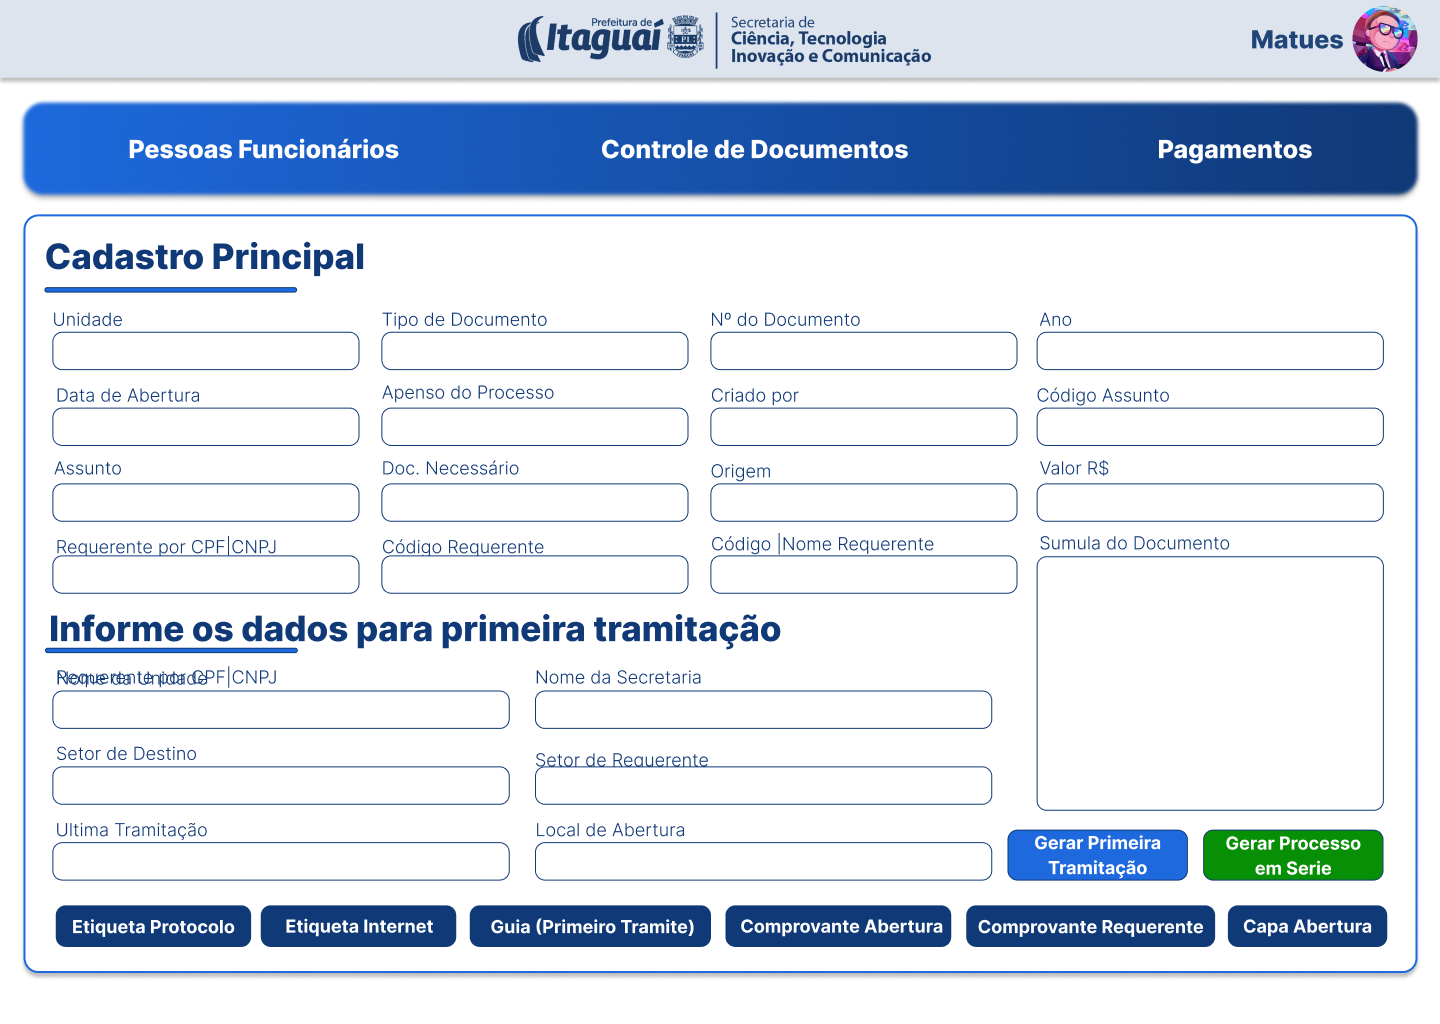 Prefeitura de
Itaguaí
Secretaria de
Ciência, Tecnologia
Inovação e Comunicação
Matues
Pessoas Funcionários
Controle de Documentos
Pagamentos
Cadastro Principal
Unidade
Tipo de Documento
Nº do Documento
Ano
Data de Abertura
Apenso do Processo
Criado por
Código Assunto
Assunto
Doc. Necessário
Origem
Valor R$
Requerente por CPF|CNPJ
Código Requerente
Código |Nome Requerente
Sumula do Documento
Informe os dados para primeira tramitação
Requerente por CPF|CNPJ
Nome da Unidade
Nome da Secretaria
Setor de Destino
Setor de Requerente
Ultima Tramitação
Local de Abertura
Gerar Primeira
Tramitação
Gerar Processo
em Serie
Etiqueta Protocolo
Etiqueta Internet
Guia (Primeiro Tramite)
Comprovante Abertura
Comprovante Requerente
Capa Abertura